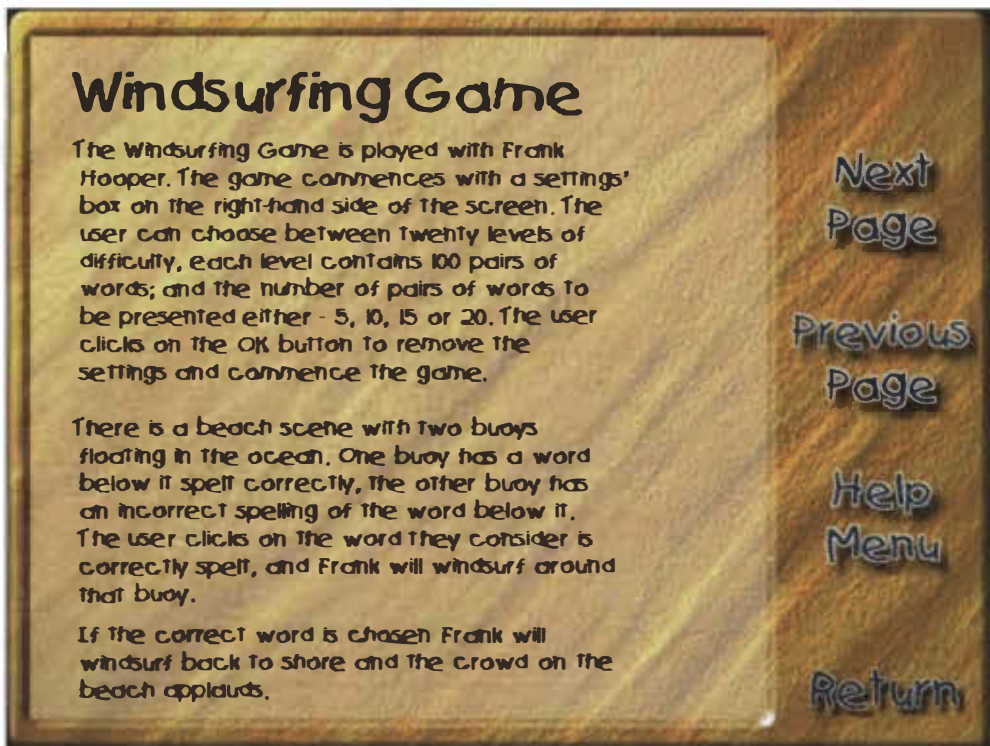 Windsurfing Game
The Windsurfing Game is played with Frank
Hooper. The game commences with a settings'
box on the right-hand side of the screen. The
user can choose between twenty levels of
difficulty, each level contains 100 pairs of
words; and the number of pairs of words to
be presented either - 5, 10, 15 or 20. The user
clicks on the OK button to remove the
settings and commence the game.
There is a beach scene with two buoys
floating in the ocean. One buoy has a word
below it spelt correctly, the other buoy has
an incorrect spelling of the word below it.
The user clicks on the word they consider is
correctly spelt, and Frank will windsurf around
that buoy.
If the correct word is chosen Frank will
windsurf back to shore and the crowd on the
beach applauds.
Next
Page
Previous
Page
Help
Menu
Return